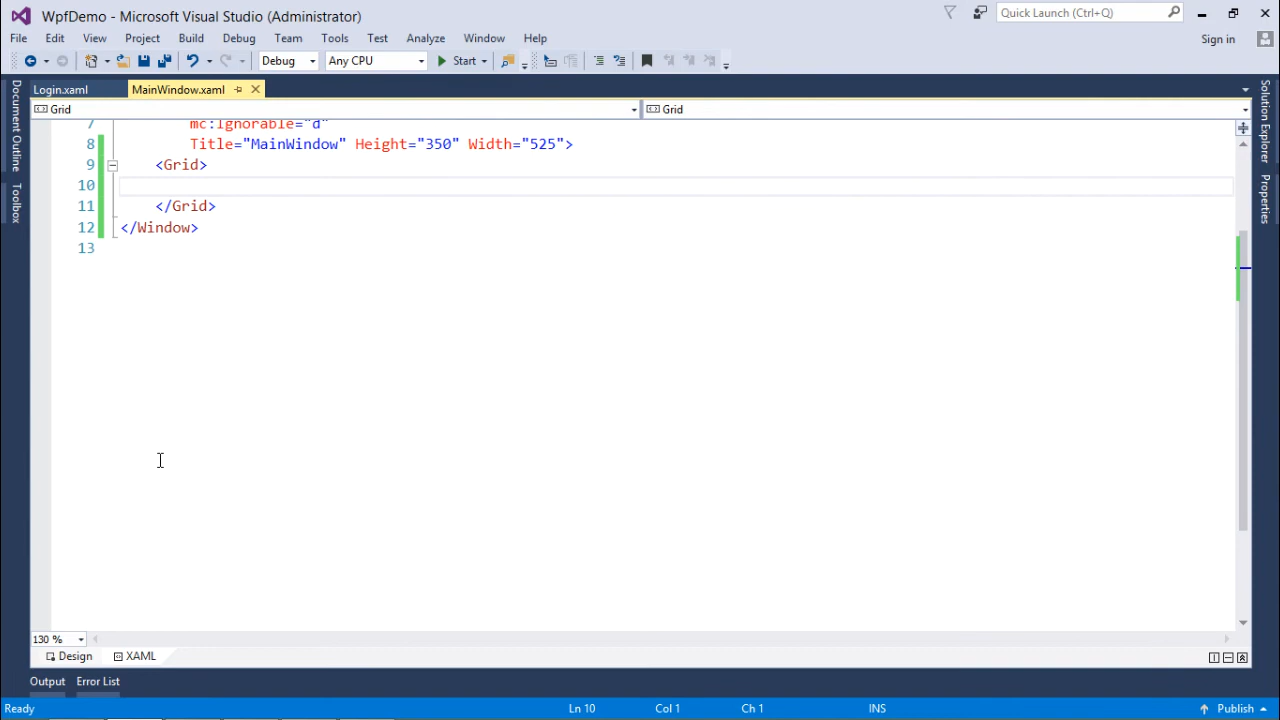 WpfDemo - Microsoft Visual Studio (Administrator)
Quick Launch (Ctrl+Q)
File Edit View Project Build Debug Team Tools Test Analyze Window Help
Sign in
Debug Any CPU Start
Login.xaml MainWindow.xaml
Grid Grid
Document Outline
Toolbox
Solution Explorer
Properties
7 mc:Ignorable="d"
8 Title="MainWindow" Height="350" Width="525">
9 <Grid>
10
11 </Grid>
12 </Window>
13
130 %
Design XAML
Output Error List
Ready Ln 10 Col 1 Ch 1 INS Publish